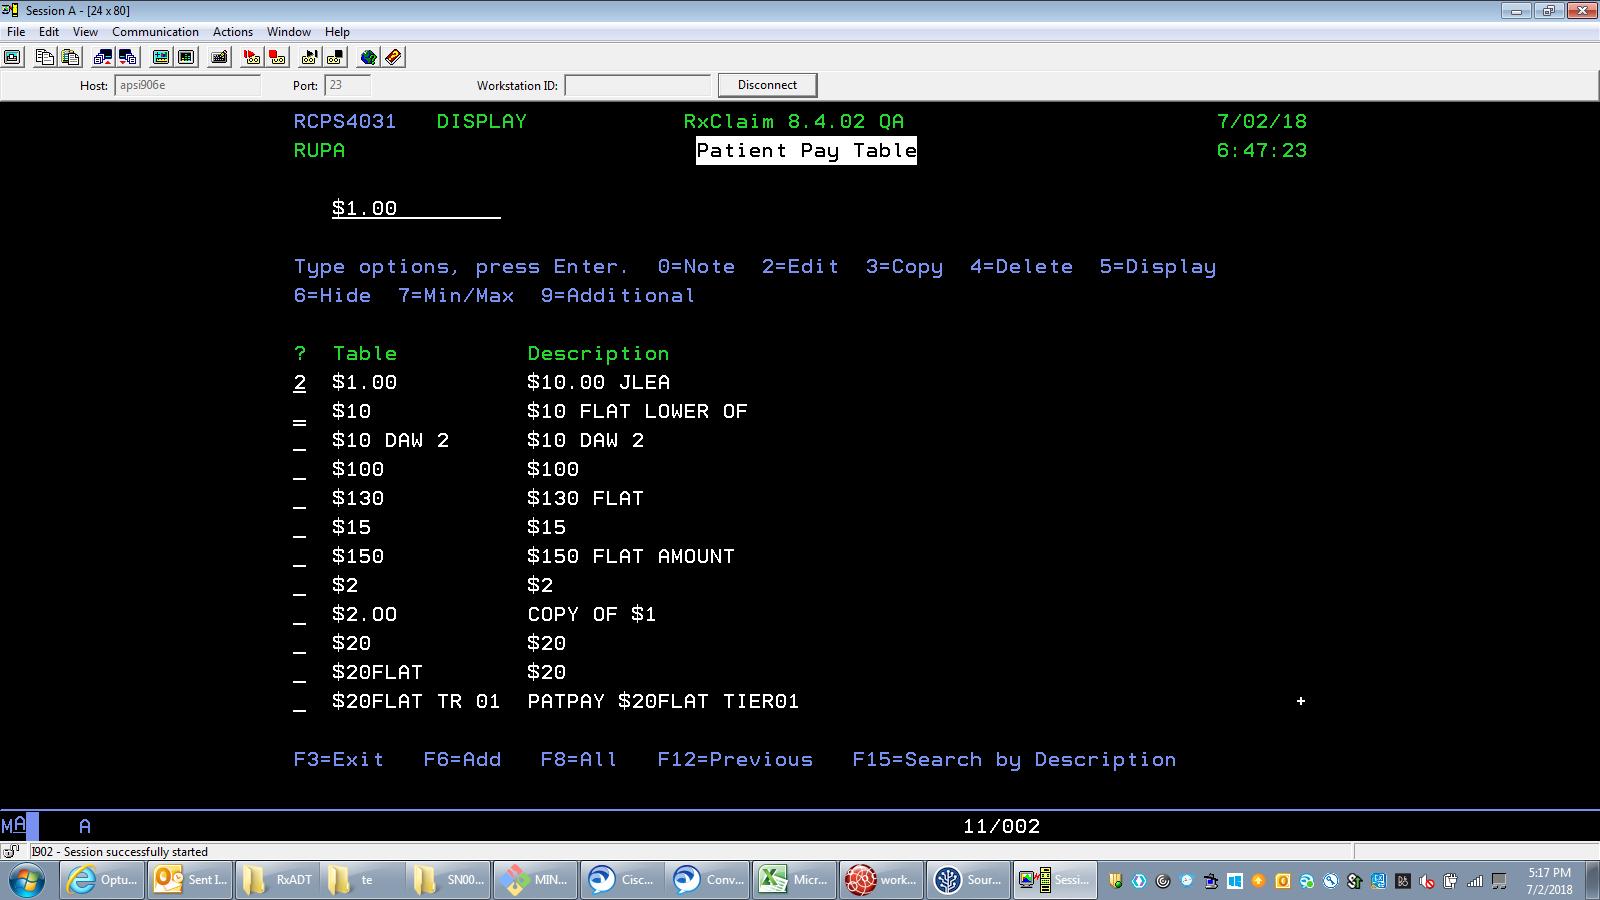 Session A - [24 x 80]
File Edit View Communication Actions Window Help
Host: apsi906e Port: 23 Workstation ID: Disconnect
RCPS4031 DISPLAY RxClaim 8.4.02 QA 7/02/18
RUPA Patient Pay Table 6:47:23
$1.00
Type options, press Enter. 0=Note 2=Edit 3=Copy 4=Delete 5=Display
6=Hide 7=Min/Max 9=Additional
? Table Description
2 $1.00 $10.00 JLEA
_ $10 $10 FLAT LOWER OF
_ $10 DAW 2 $10 DAW 2
_ $100 $100
_ $130 $130 FLAT
_ $15 $15
_ $150 $150 FLAT AMOUNT
_ $2 $2
_ $2.00 COPY OF $1
_ $20 $20
_ $20FLAT $20
_ $20FLAT TR 01 PATPAY $20FLAT TIER01 +
F3=Exit F6=Add F8=All F12=Previous F15=Search by Description
MA A 11/002
I902 - Session successfully started
Optu... Sent I... RxADT te SN00... MIN... Cisc... Conv... Micr... work... Sour... Sessi... 5:17 PM
7/2/2018